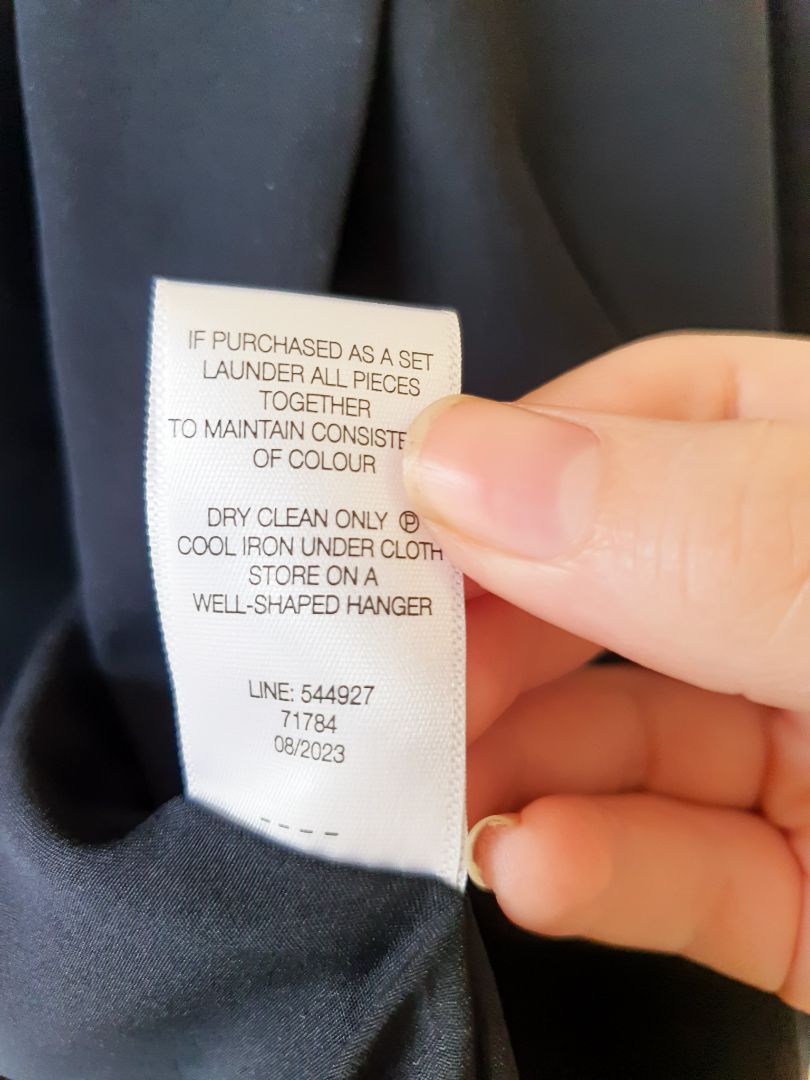 IF PURCHASED AS A SET
LAUNDER ALL PIECES
TOGETHER
TO MAINTAIN
OF COLOUR
DRY CLEAN ONLY Ⓟ
COOL IRON UNDER CLOTH
STORE ON A
WELL-SHAPED HANGER
LINE: 544927
71784
08/2023